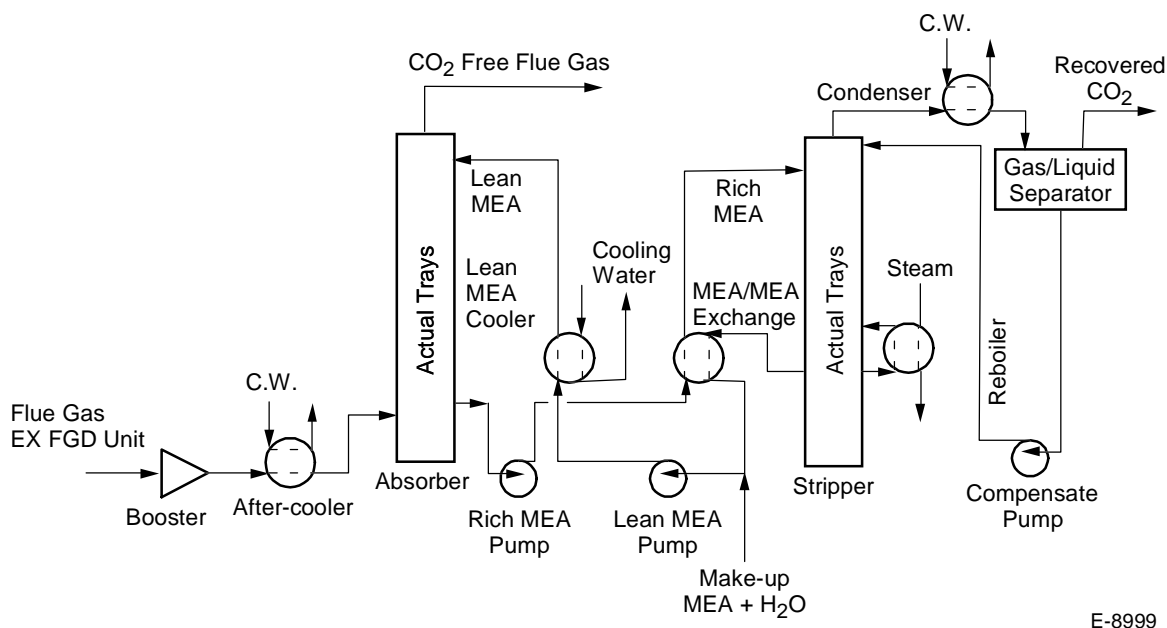 C.W.
CO2 Free Flue Gas
Recovered
CO2
Condenser
Gas/Liquid
Separator
Lean
MEA
Rich
MEA
Actual Trays
Actual Trays
Lean
MEA
Cooler
Cooling
Water
MEA/MEA
Exchange
Steam
Reboiler
C.W.
Flue Gas
EX FGD Unit
Booster
After-cooler
Absorber
Rich MEA
Pump
Lean MEA
Pump
Stripper
Compensate
Pump
Make-up
MEA + H2O
E-8999